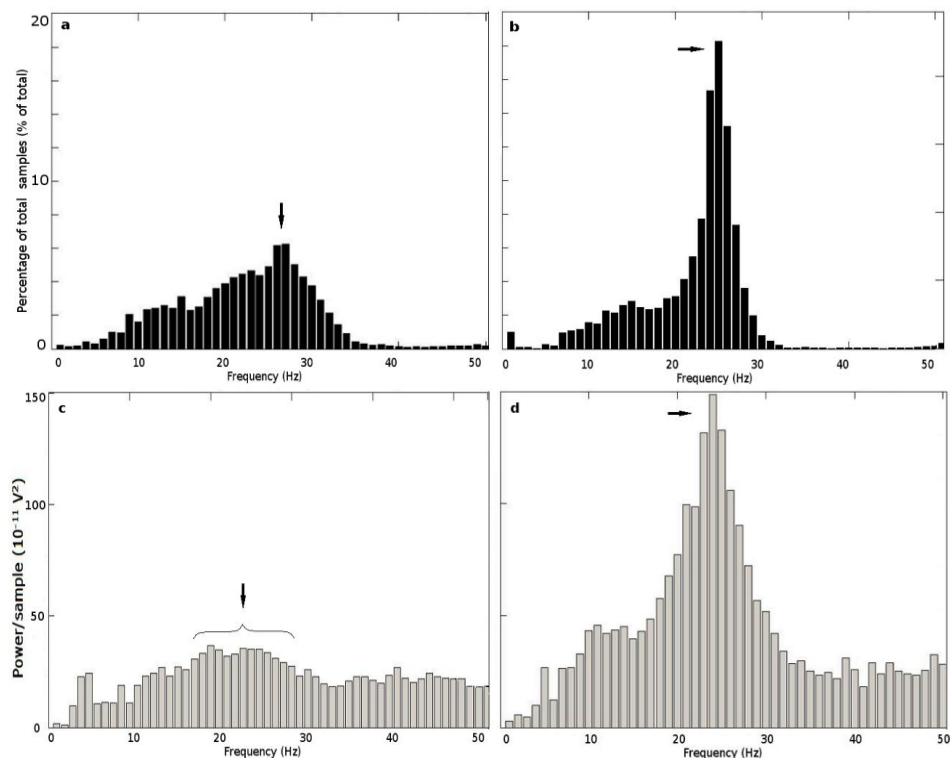 20
a
b
Percentage of total samples (% of total)
10
0
0 10 20 30 40 50
Frequency (Hz)
0 10 20 30 40 50
Frequency (Hz)
150
c
d
Power/sample (10⁻¹¹ V²)
100
50
0
0 10 20 30 40 50
Frequency (Hz)
0 10 20 30 40 50
Frequency (Hz)